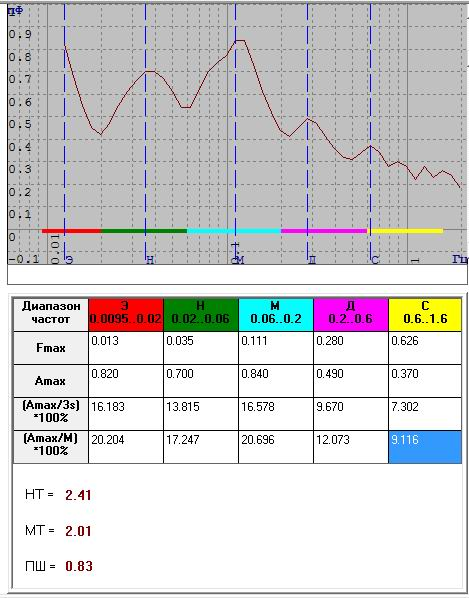 пф
0.9
0.8
0.7
0.6
0.5
0.4
0.3
0.2
0.1
0
-0.1
0.01 Э Н 0.1 М Д С 1 Гц
Диапазон частот Э 0.0095..0.02 Н 0.02..0.06 М 0.06..0.2 Д 0.2..0.6 С 0.6..1.6
Fmax 0.013 0.035 0.111 0.280 0.626
Amax 0.820 0.700 0.840 0.490 0.370
(Amax/3s) *100% 16.183 13.815 16.578 9.670 7.302
(Amax/M) *100% 20.204 17.247 20.696 12.073 9.116
НТ = 2.41
МТ = 2.01
ПШ = 0.83